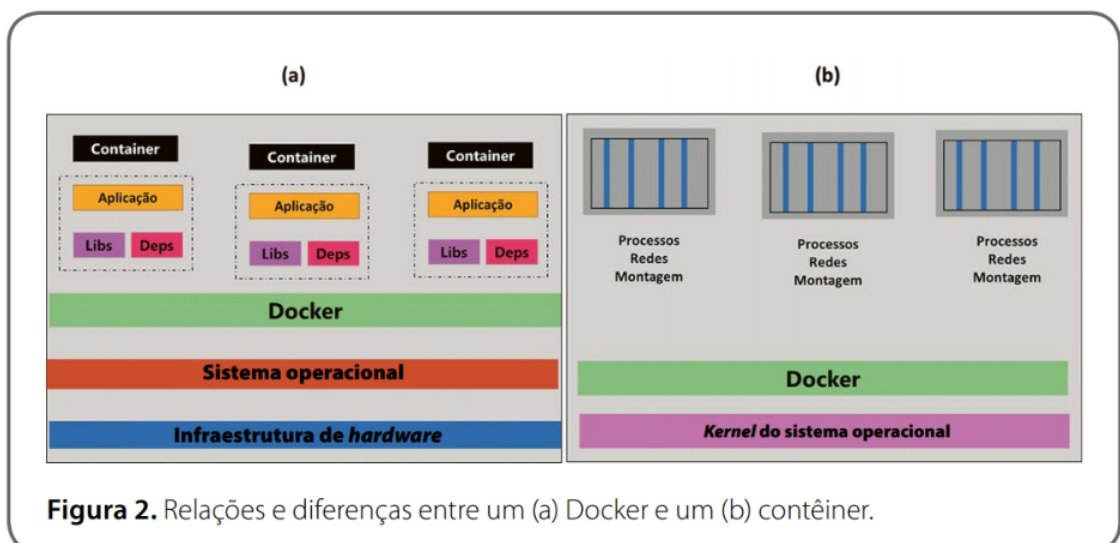 (a)
Container
Aplicação
Libs
Deps
Container
Aplicação
Libs
Deps
Container
Aplicação
Libs
Deps
Docker
Sistema operacional
Infraestrutura de hardware
(b)
Processos
Redes
Montagem
Processos
Redes
Montagem
Processos
Redes
Montagem
Docker
Kernel do sistema operacional
Figura 2. Relações e diferenças entre um (a) Docker e um (b) contêiner.